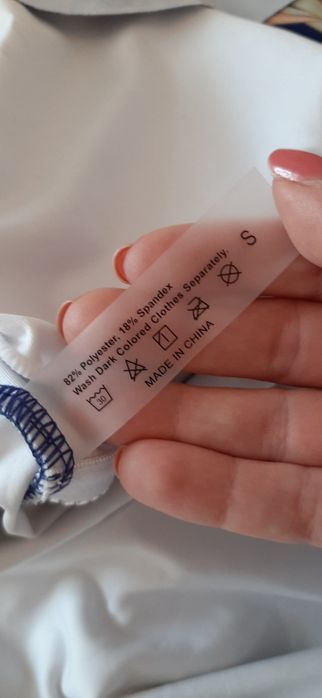 82% Polyester, 18% Spandex
Wash Dark Colored Clothes Separately.
30
MADE IN CHINA
S